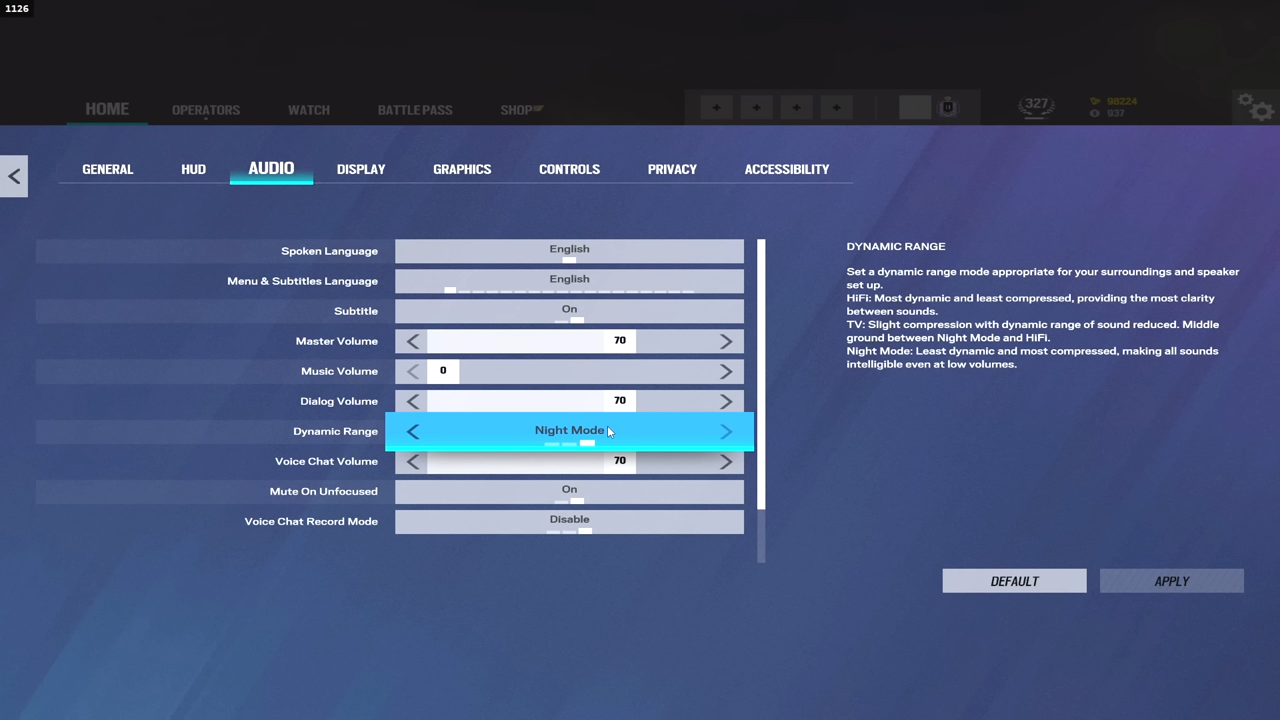 1126
HOME OPERATORS WATCH BATTLE PASS SHOP
+ + + + 327 98224
937
GENERAL HUD AUDIO DISPLAY GRAPHICS CONTROLS PRIVACY ACCESSIBILITY
Spoken Language English
Menu & Subtitles Language English
Subtitle On
Master Volume 70
Music Volume 0
Dialog Volume 70
Dynamic Range Night Mode
Voice Chat Volume 70
Mute On Unfocused On
Voice Chat Record Mode Disable
DYNAMIC RANGE
Set a dynamic range mode appropriate for your surroundings and speaker
set up.
HiFi: Most dynamic and least compressed, providing the most clarity
between sounds.
TV: Slight compression with dynamic range of sound reduced. Middle
ground between Night Mode and HiFi.
Night Mode: Least dynamic and most compressed, making all sounds
intelligible even at low volumes.
DEFAULT APPLY